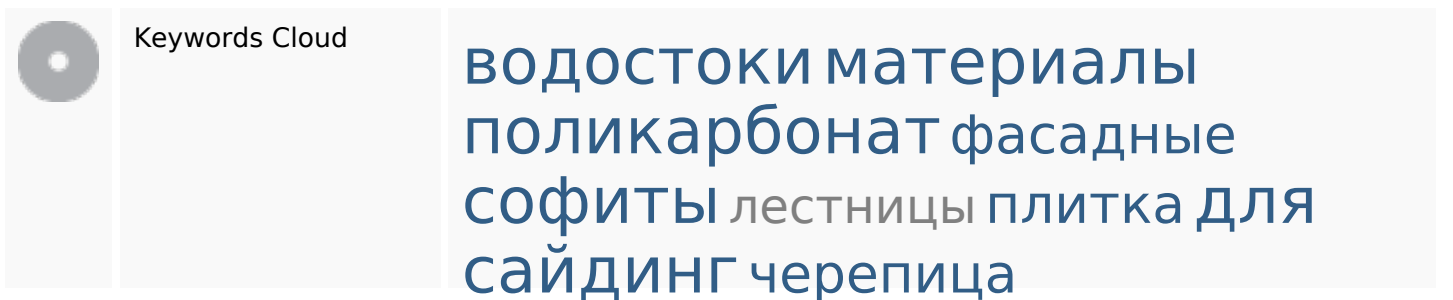 Keywords Cloud
водостоки материалы
поликарбонат фасадные
софиты лестницы плитка для
сайдинг черепица